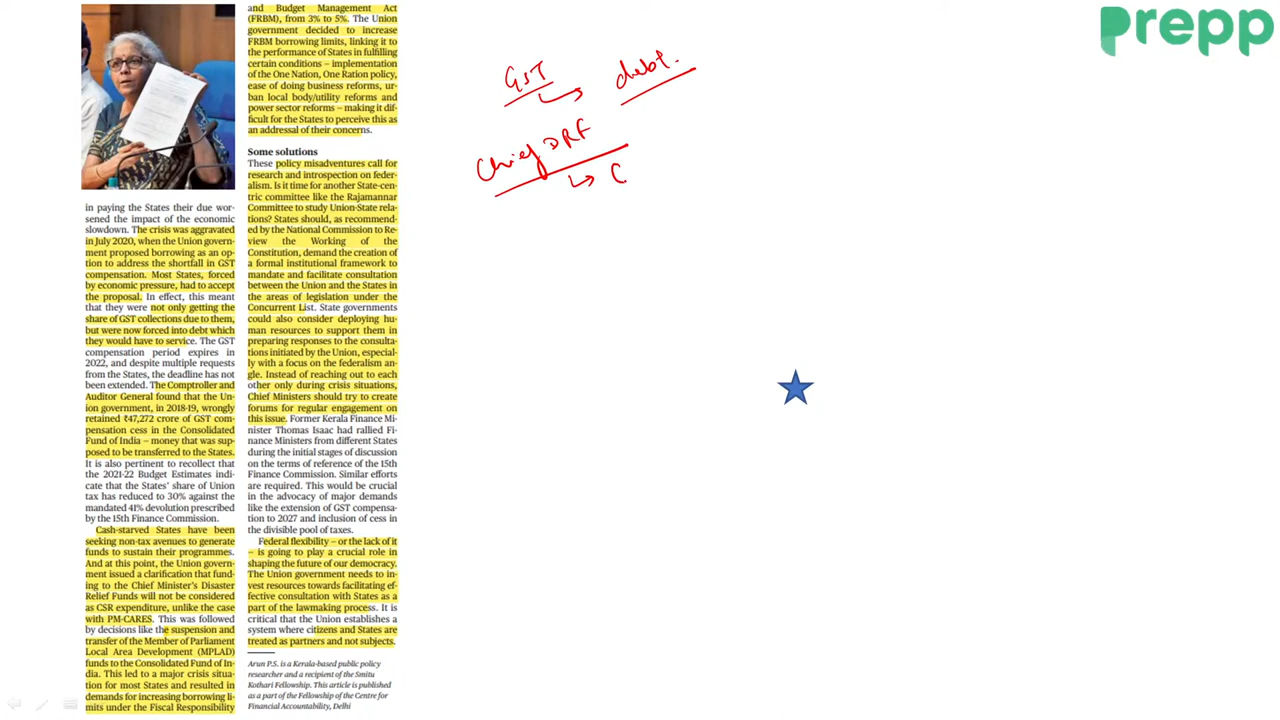 prepp
in paying the States their due wor-
sened the impact of the economic
slowdown. The crisis was aggravated
in July 2020, when the Union govern-
ment proposed borrowing as an op-
tion to address the shortfall in GST
compensation. Most States, forced
by economic pressure, had to accept
the proposal. In effect, this meant
that they were not only getting the
share of GST collections due to them,
but were now forced into debt which
they would have to service. The GST
compensation period expires in
2022, and despite multiple requests
from the States, the deadline has not
been extended. The Comptroller and
Auditor General found that the Un-
ion government, in 2018-19, wrongly
retained ₹47,272 crore of GST com-
pensation cess in the Consolidated
Fund of India – money that was sup-
posed to be transferred to the States.
It is also pertinent to recollect that
the 2021-22 Budget Estimates indi-
cate that the States' share of Union
tax has reduced to 30% against the
mandated 41% devolution prescribed
by the 15th Finance Commission.
Cash-starved States have been
seeking non-tax avenues to generate
funds to sustain their programmes.
And at this point, the Union govern-
ment issued a clarification that fund-
ing to the Chief Minister's Disaster
Relief Funds will not be considered
as CSR expenditure, unlike the case
with PM-CARES. This was followed
by decisions like the suspension and
transfer of the Member of Parliament
Local Area Development (MPLAD)
funds to the Consolidated Fund of In-
dia. This led to a major crisis situa-
tion for most States and resulted in
demands for increasing borrowing li-
mits under the Fiscal Responsibility
and Budget Management Act
(FRBM), from 3% to 5%. The Union
government decided to increase
FRBM borrowing limits, linking it to
the performance of States in fulfilling
certain conditions – implementation
of the One Nation, One Ration policy,
ease of doing business reforms, ur-
ban local body/utility reforms and
power sector reforms – making it dif-
ficult for the States to perceive this as
an addressal of their concerns.
Some solutions
These policy misadventures call for
research and introspection on feder-
alism. Is it time for another State-cen-
tric committee like the Rajamannar
Committee to study Union-State rela-
tions? States should, as recommend-
ed by the National Commission to Re-
view the Working of the
Constitution, demand the creation of
a formal institutional framework to
mandate and facilitate consultation
between the Union and the States in
the areas of legislation under the
Concurrent List. State governments
could also consider deploying hu-
man resources to support them in
preparing responses to the consulta-
tions initiated by the Union, especial-
ly with a focus on the federalism an-
gle. Instead of reaching out to each
other only during crisis situations,
Chief Ministers should try to create
forums for regular engagement on
this issue. Former Kerala Finance Mi-
nister Thomas Isaac had rallied Fi-
nance Ministers from different States
during the initial stages of discussion
on the terms of reference of the 15th
Finance Commission. Similar efforts
are required. This would be crucial
in the advocacy of major demands
like the extension of GST compensa-
tion to 2027 and inclusion of cess in
the divisible pool of taxes.
Federal flexibility – or the lack of it
– is going to play a crucial role in
shaping the future of our democracy.
The Union government needs to in-
vest resources towards facilitating ef-
fective consultation with States as a
part of the lawmaking process. It is
critical that the Union establishes a
system where citizens and States are
treated as partners and not subjects.
Arun P.S. is a Kerala-based public policy
researcher and a recipient of the Smitu
Kothari Fellowship. This article is published
as a part of the Fellowship of the Centre for
Financial Accountability, Delhi
GST → debt.
Chief DRF
→ C